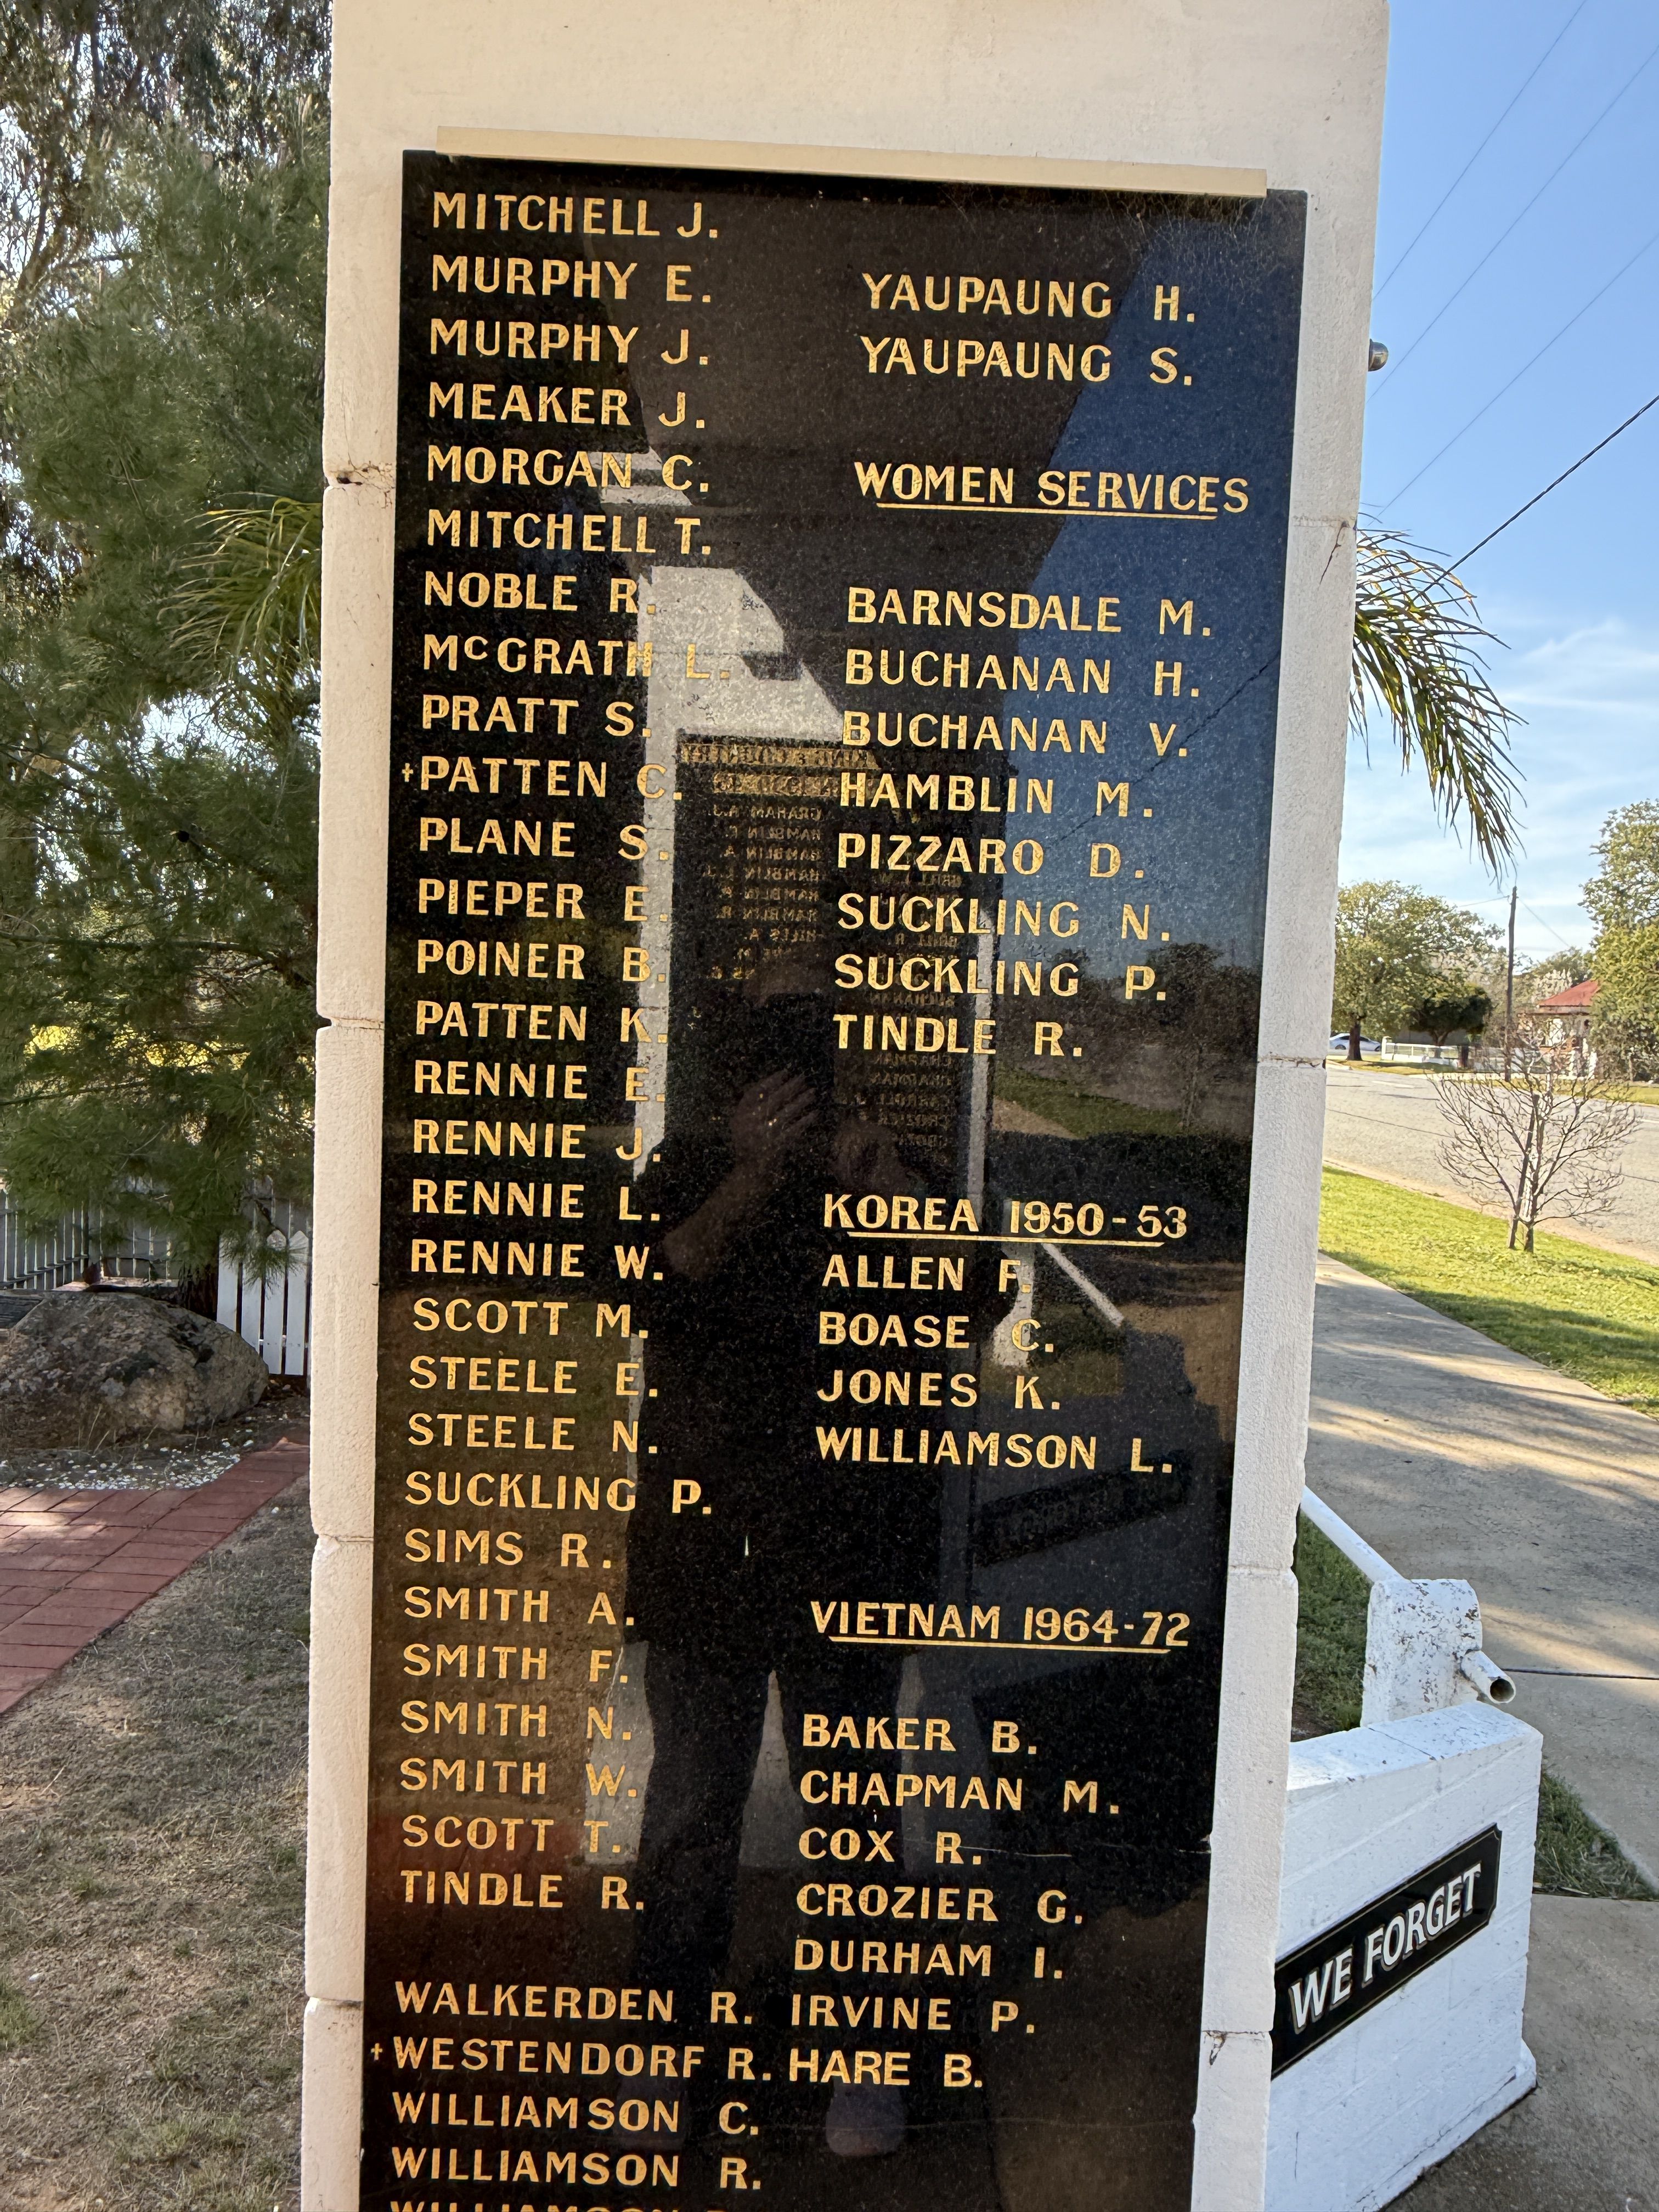 MITCHELL J.
MURPHY E.
MURPHY J.
MEAKER J.
MORGAN C.
MITCHELL T.
NOBLE R.
McGRATH L.
PRATT S.
†PATTEN C.
PLANE S.
PIEPER E.
POINER B.
PATTEN K.
RENNIE E.
RENNIE J.
RENNIE L.
RENNIE W.
SCOTT M.
STEELE E.
STEELE N.
SUCKLING P.
SIMS R.
SMITH A.
SMITH F.
SMITH N.
SMITH W.
SCOTT T.
TINDLE R.
WALKERDEN R.
†WESTENDORF R.
WILLIAMSON C.
WILLIAMSON R.
YAUPAUNG H.
YAUPAUNG S.
WOMEN SERVICES
BARNSDALE M.
BUCHANAN H.
BUCHANAN V.
HAMBLIN M.
PIZZARO D.
SUCKLING N.
SUCKLING P.
TINDLE R.
KOREA 1950-53
ALLEN F.
BOASE C.
JONES K.
WILLIAMSON L.
VIETNAM 1964-72
BAKER B.
CHAPMAN M.
COX R.
CROZIER G.
DURHAM I.
IRVINE P.
HARE B.
WE FORGET